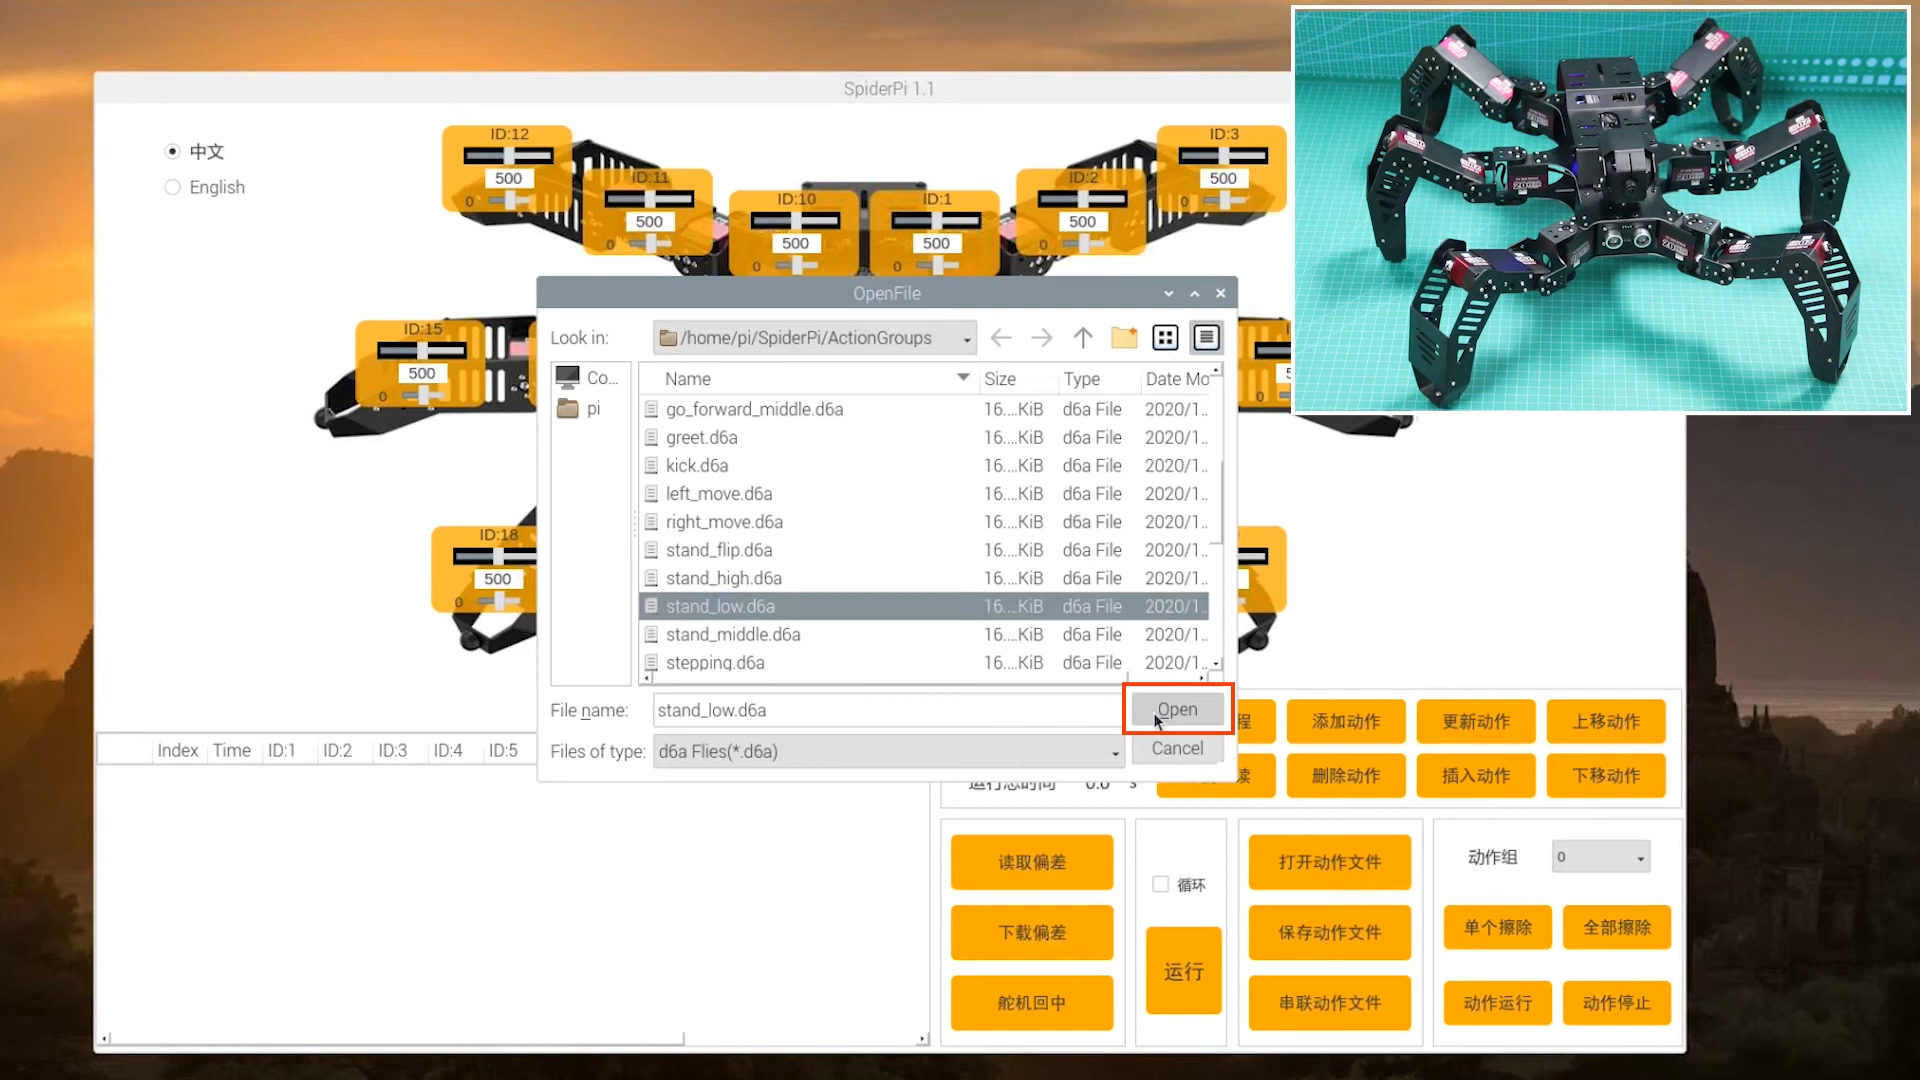 SpiderPi 1.1
中文
English
ID:12
500
0
ID:11
500
0
ID:10
500
0
ID:1
500
0
ID:2
500
0
ID:3
500
0
ID:15
500
0
0
ID:18
500
0
OpenFile
Look in:
/home/pi/SpiderPi/ActionGroups
Co...
pi
Name Size Type Date Mo
go_forward_middle.d6a 16....KiB d6a File 2020/1..
greet.d6a 16....KiB d6a File 2020/1..
kick.d6a 16....KiB d6a File 2020/1..
left_move.d6a 16....KiB d6a File 2020/1..
right_move.d6a 16....KiB d6a File 2020/1..
stand_flip.d6a 16....KiB d6a File 2020/1..
stand_high.d6a 16....KiB d6a File 2020/1..
stand_low.d6a 16....KiB d6a File 2020/1..
stand_middle.d6a 16....KiB d6a File 2020/1..
stepping.d6a 16....KiB d6a File 2020/1..
File name: stand_low.d6a
Open
Files of type: d6a Flies(*.d6a)
Cancel
Index Time ID:1 ID:2 ID:3 ID:4 ID:5
程 添加动作 更新动作 上移动作
运行总时间 0.0 s
删除动作 插入动作 下移动作
读取偏差
下载偏差
舵机回中
循环
运行
打开动作文件
保存动作文件
串联动作文件
动作组 0
单个擦除 全部擦除
动作运行 动作停止